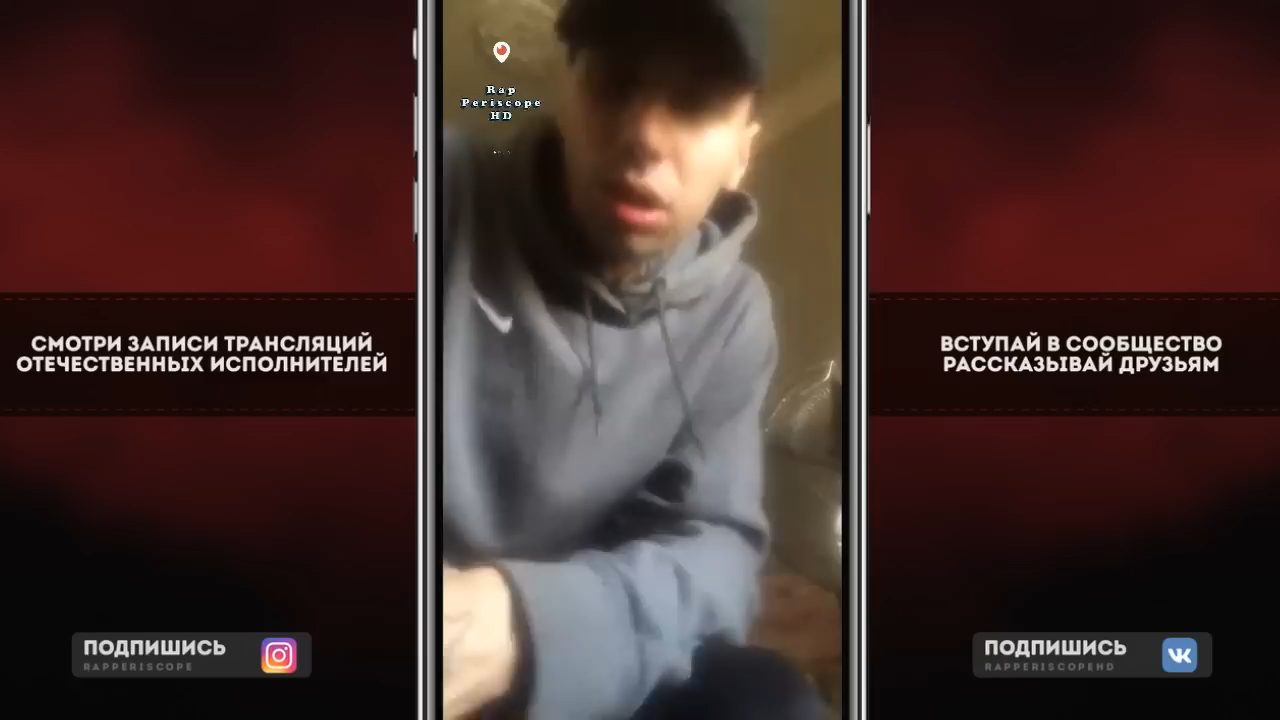 Rap
Periscope
HD
СМОТРИ ЗАПИСИ ТРАНСЛЯЦИЙ
ОТЕЧЕСТВЕННЫХ ИСПОЛНИТЕЛЕЙ
ВСТУПАЙ В СООБЩЕСТВО
РАССКАЗЫВАЙ ДРУЗЬЯМ
ПОДПИШИСЬ
RAPPERISCOPE
ПОДПИШИСЬ
RAPPERISCOPEHD